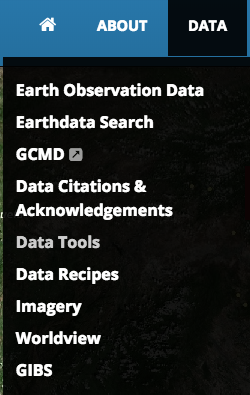 ABOUT DATA
Earth Observation Data
Earthdata Search
GCMD
Data Citations &
Acknowledgements
Data Tools
Data Recipes
Imagery
Worldview
GIBS